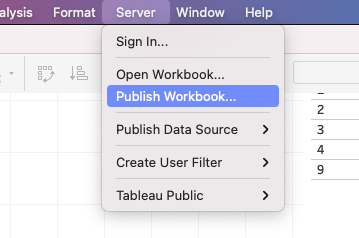 alysis Format Server Window Help
Sign In...
Open Workbook...
Publish Workbook...
Publish Data Source
Create User Filter
Tableau Public
2
3
4
9